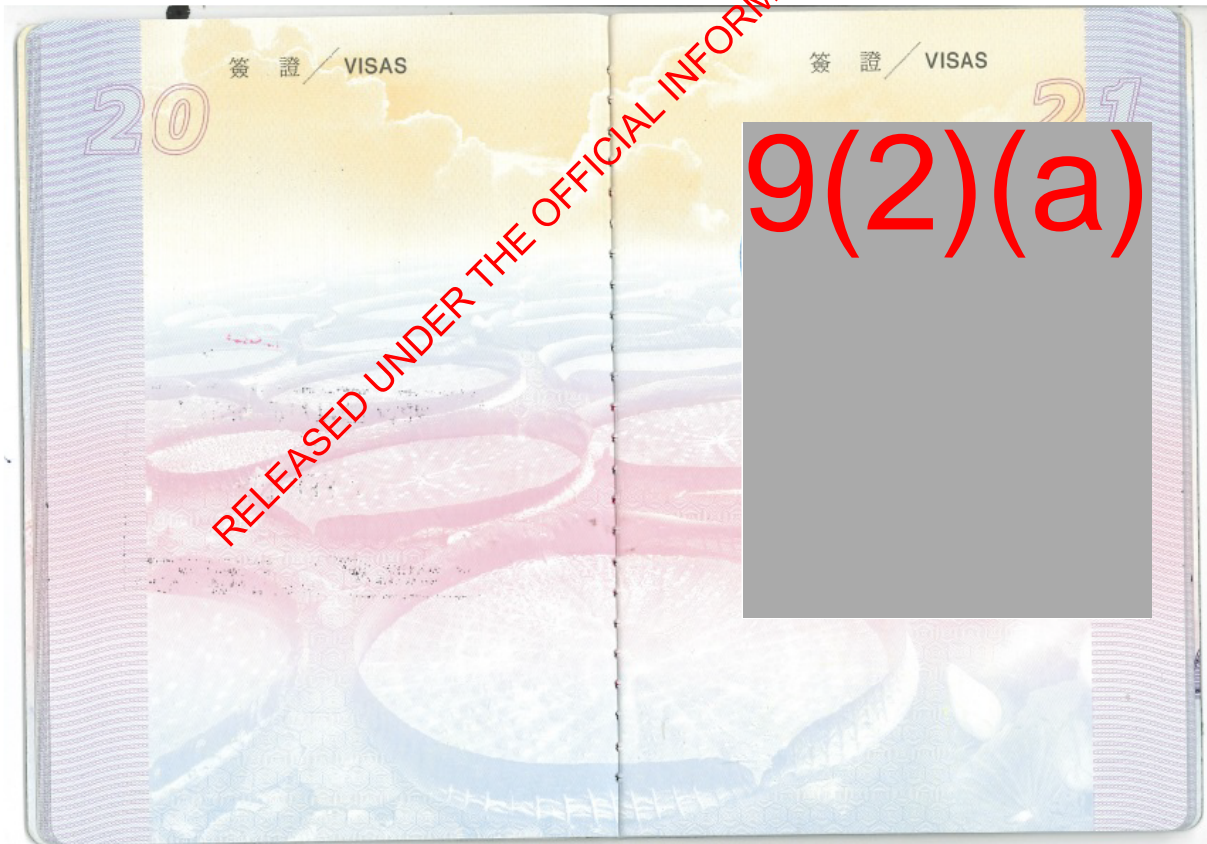 簽 證 / VISAS
20
簽 證 / VISAS
21
9(2)(a)
RELEASED UNDER THE OFFICIAL INFORM